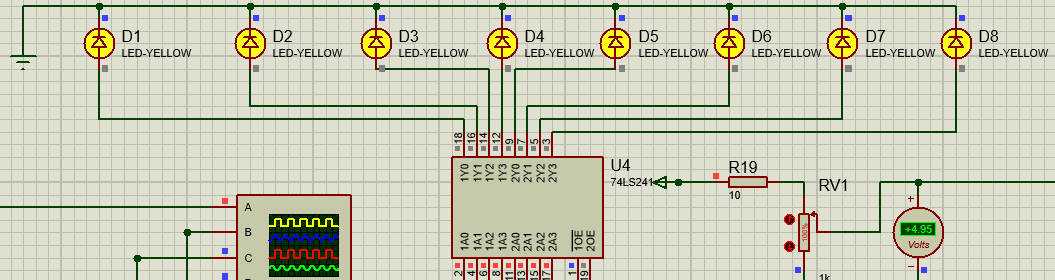 D1
LED-YELLOW
D2
LED-YELLOW
D3
LED-YELLOW
D4
LED-YELLOW
D5
LED-YELLOW
D6
LED-YELLOW
D7
LED-YELLOW
D8
LED-YELLOW
18
16
14
12
9
7
5
3
1Y0
1Y1
1Y2
1Y3
2Y0
2Y1
2Y2
2Y3
U4
74LS241
R19
10
RV1
A
B
C
100%
+
+4.95
Volts
1A0
1A1
1A2
1A3
2A0
2A1
2A2
2A3
1OE
2OE
2
4
6
8
11
13
15
17
1
19
1k